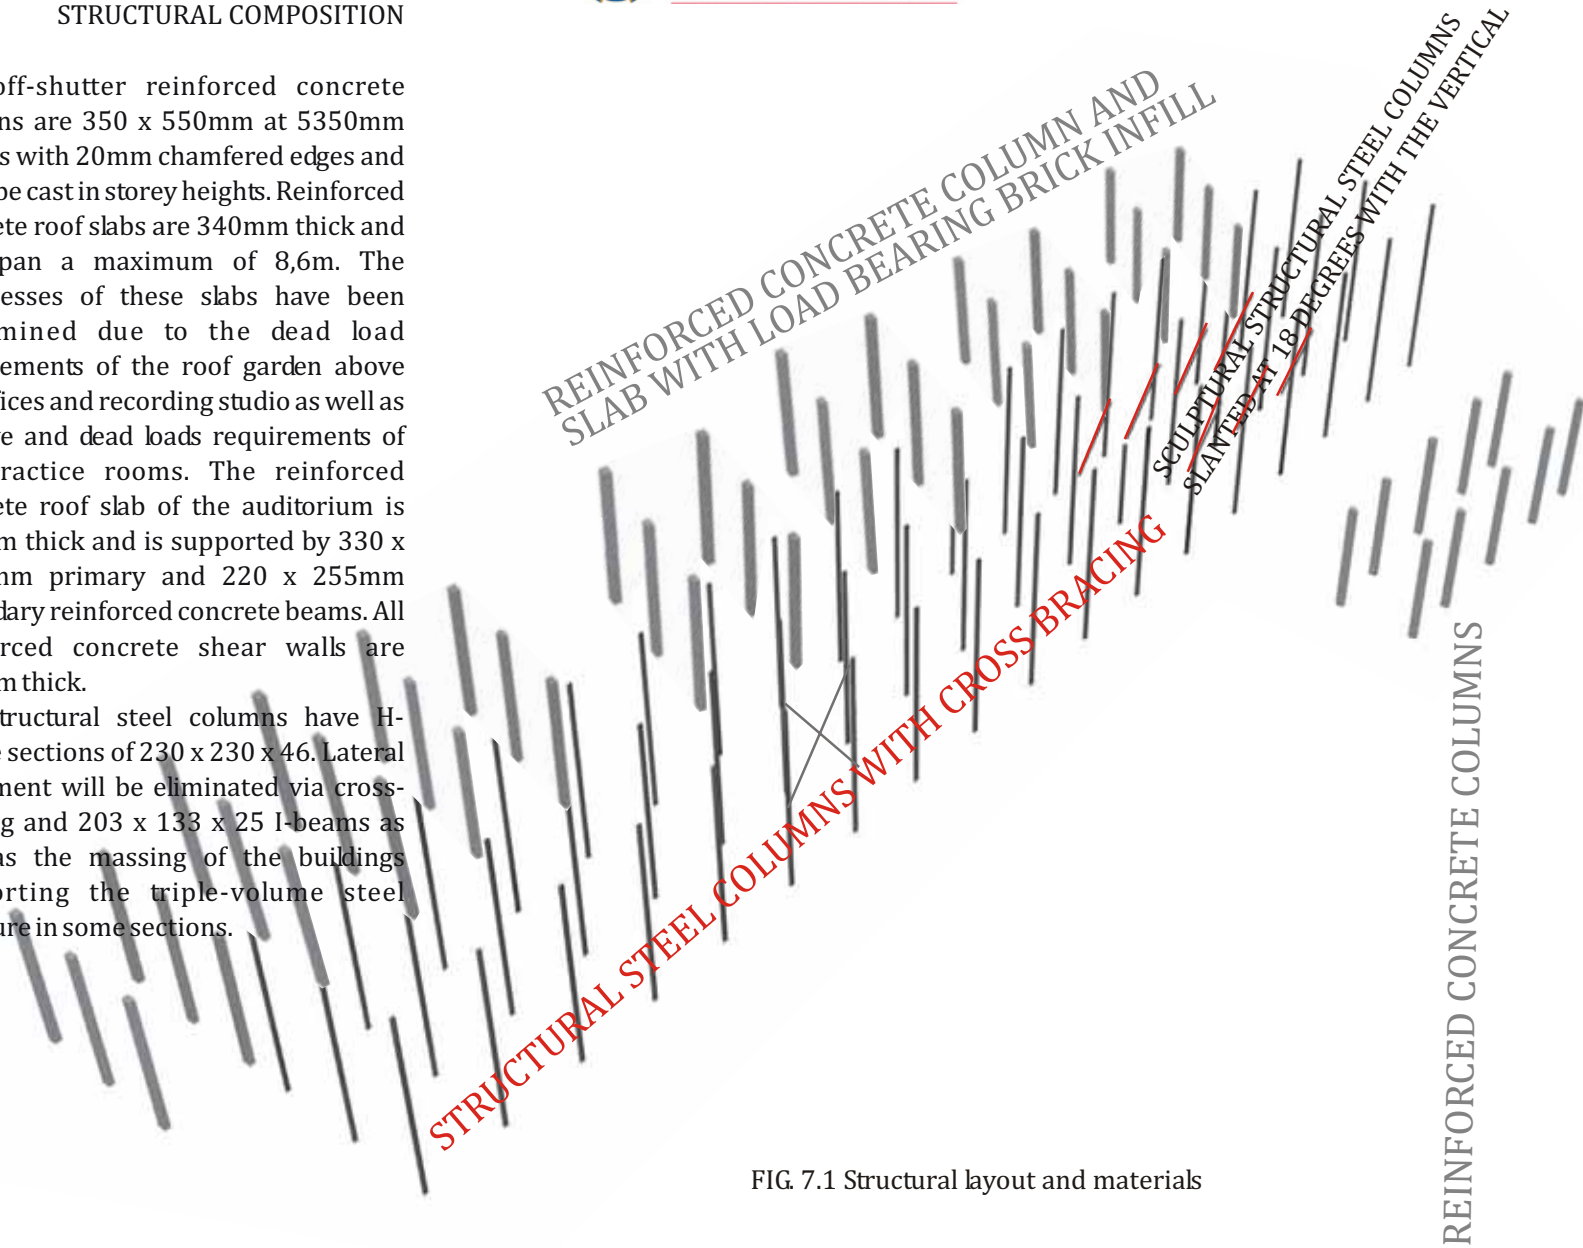 STRUCTURAL COMPOSITION
off-shutter reinforced concrete
ns are 350 x 550mm at 5350mm
s with 20mm chamfered edges and
be cast in storey heights. Reinforced
ete roof slabs are 340mm thick and
pan a maximum of 8,6m. The
esses of these slabs have been
mined due to the dead load
ements of the roof garden above
fices and recording studio as well as
ve and dead loads requirements of
ractice rooms. The reinforced
ete roof slab of the auditorium is
m thick and is supported by 330 x
mm primary and 220 x 255mm
dary reinforced concrete beams. All
orced concrete shear walls are
m thick.
tructural steel columns have H-
e sections of 230 x 230 x 46. Lateral
ment will be eliminated via cross-
g and 203 x 133 x 25 I-beams as
as the massing of the buildings
orting the triple-volume steel
ure in some sections.
REINFORCED CONCRETE COLUMN AND
SLAB WITH LOAD BEARING BRICK INFILL
SCULPTURAL STRUCTURAL STEEL COLUMNS
SLANTED AT 18 DEGREES WITH THE VERTICAL
STRUCTURAL STEEL COLUMNS WITH CROSS BRACING
REINFORCED CONCRETE COLUMNS
FIG. 7.1 Structural layout and materials